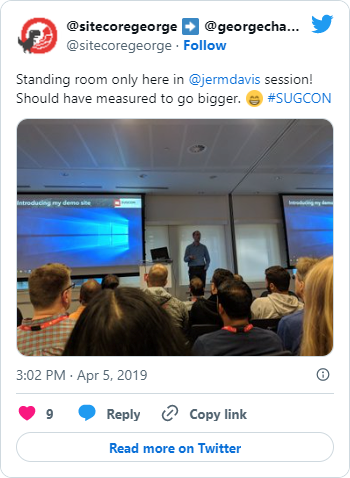 @sitecoregeorge ➡️ @georgecha...
@sitecoregeorge · Follow
Standing room only here in @jermdavis session!
Should have measured to go bigger. 😁 #SUGCON
Introducing my demo site
Introducing my demo
3:02 PM · Apr 5, 2019
9 Reply Copy link
Read more on Twitter